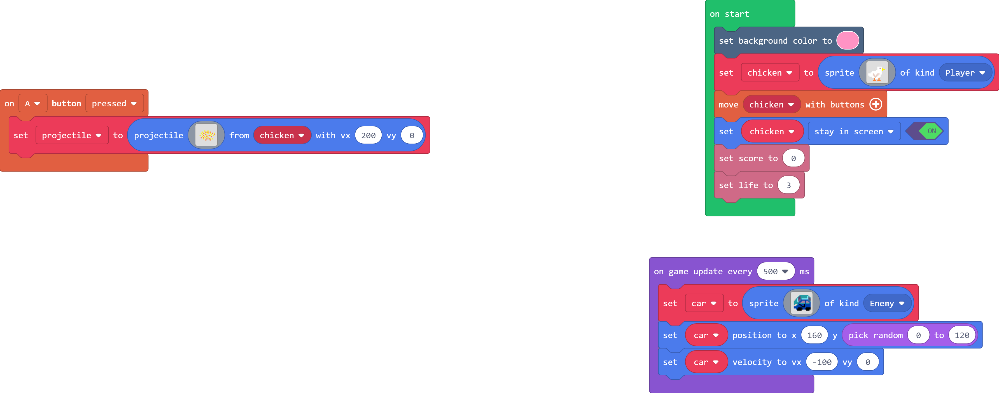 on A button pressed
set projectile to projectile from chicken with vx 200 vy 0
on start
set background color to
set chicken to sprite of kind Player
move chicken with buttons
set chicken stay in screen ON
set score to 0
set life to 3
on game update every 500 ms
set car to sprite of kind Enemy
set car position to x 160 y pick random 0 to 120
set car velocity to vx -100 vy 0